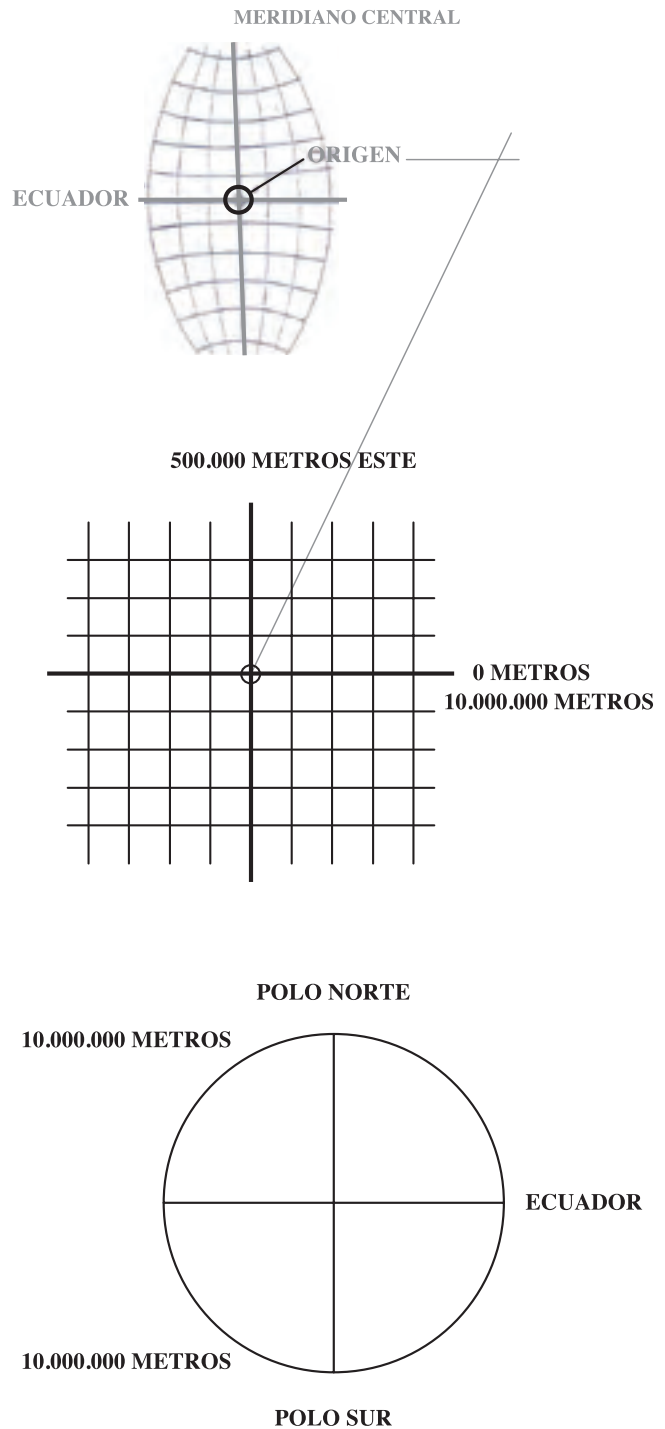 MERIDIANO CENTRAL
ORIGEN
ECUADOR
500.000 METROS ESTE
0 METROS
10.000.000 METROS
POLO NORTE
10.000.000 METROS
ECUADOR
10.000.000 METROS
POLO SUR